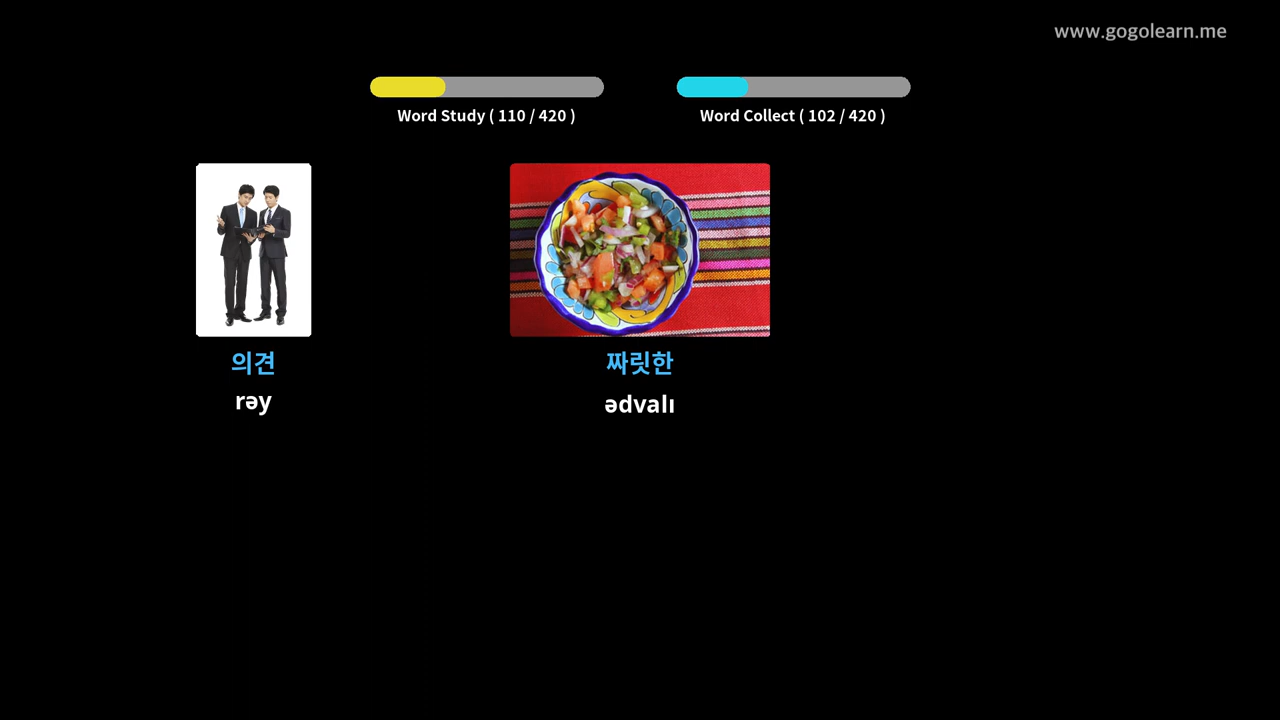 www.gogolearn.me
Word Study ( 110 / 420 )
Word Collect ( 102 / 420 )
의견
rəy
짜릿한
ədvalı